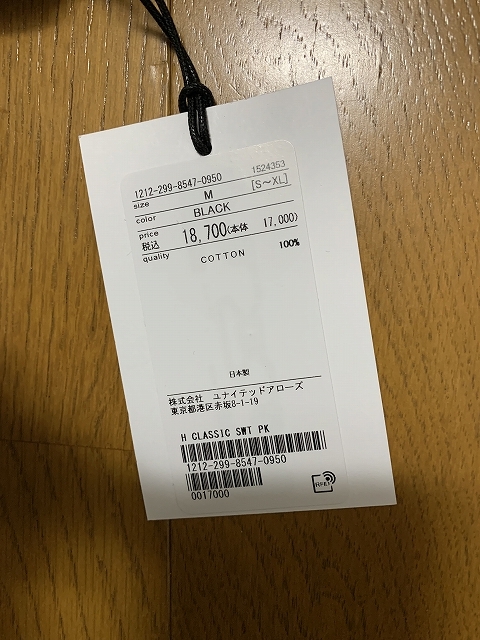 1212-299-8547-0950 1524353
size M [S~XL]
color BLACK
price
税込 18,700(本体 17,000)
quality COTTON 100%
日本製
株式会社 ユナイテッドアローズ
東京都港区赤坂8-1-19
H CLASSIC SWT PK
1212-299-8547-0950
0017000